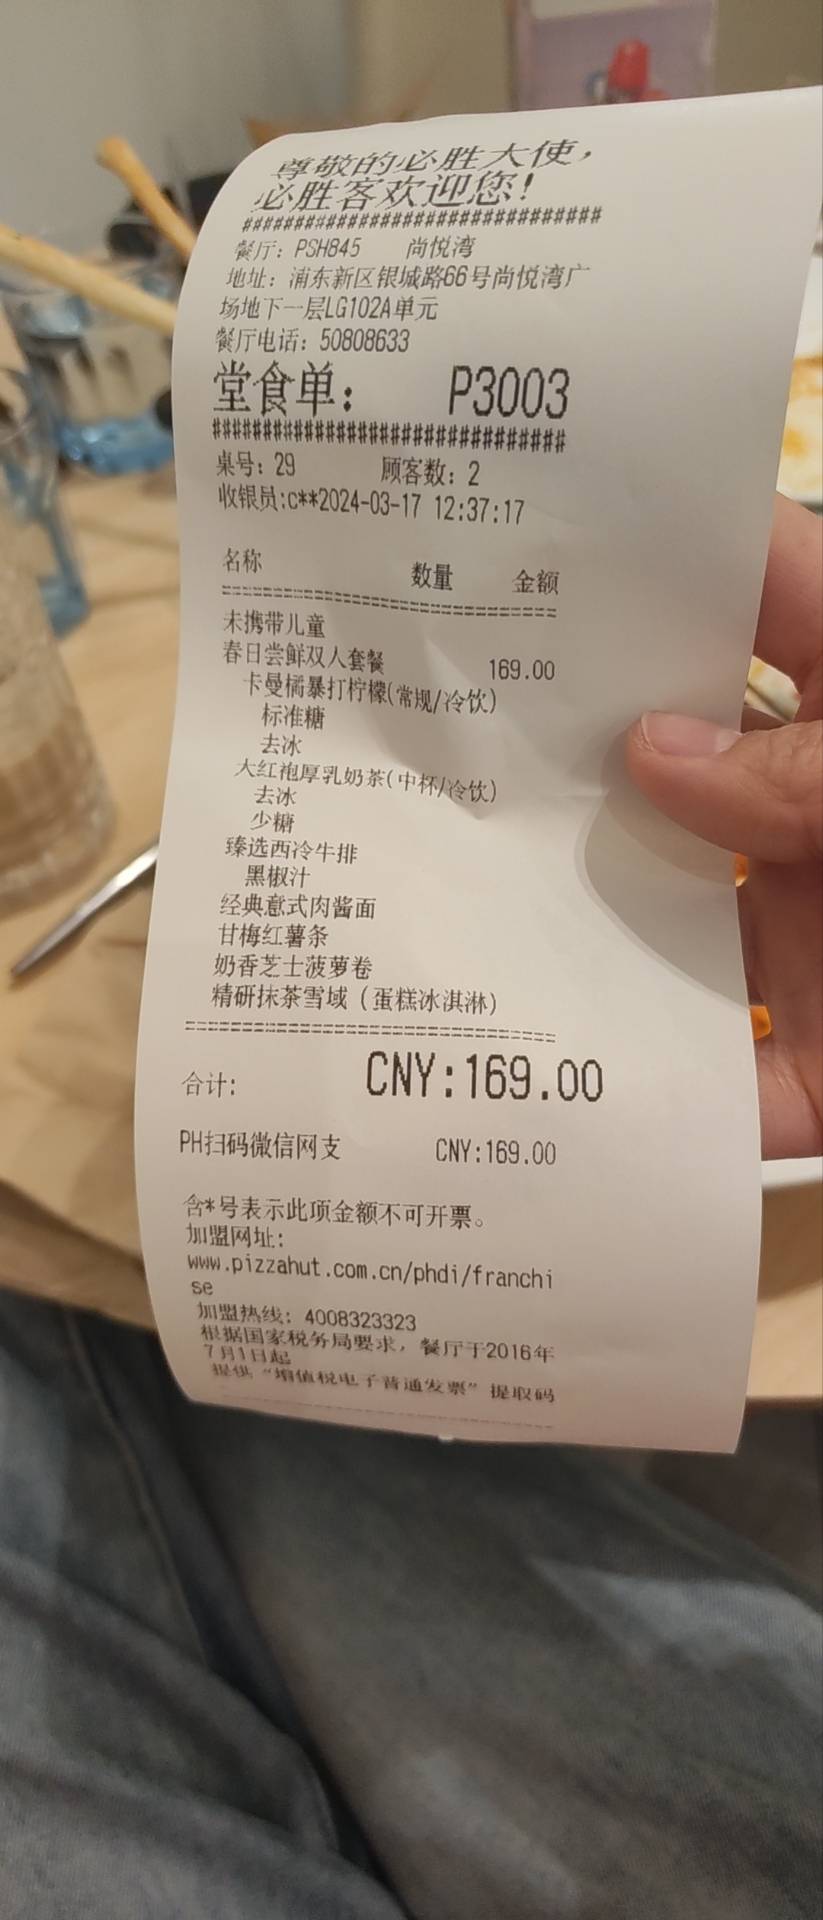 尊敬的必胜大使，
必胜客欢迎您!
################################
餐厅: PSH845 尚悦湾
地址: 浦东新区银城路66号尚悦湾广
场地下一层LG102A单元
餐厅电话: 50808633
堂食单: P3003
################################
桌号: 29 顾客数: 2
收银员:c**2024-03-17 12:37:17
名称 数量 金额
================================
未携带儿童
春日尝鲜双人套餐 169.00
卡曼橘暴打柠檬(常规/冷饮)
标准糖
去冰
大红袍厚乳奶茶(中杯/冷饮)
去冰
少糖
臻选西冷牛排
黑椒汁
经典意式肉酱面
甘梅红薯条
奶香芝士菠萝卷
精研抹茶雪域（蛋糕冰淇淋）
================================
合计: CNY:169.00
PH扫码微信网支 CNY:169.00
含*号表示此项金额不可开票。
加盟网址:
www.pizzahut.com.cn/phdi/franchi
se
加盟热线: 4008323323
根据国家税务局要求，餐厅于2016年
7月1日起
提供“增值税电子普通发票”提取码